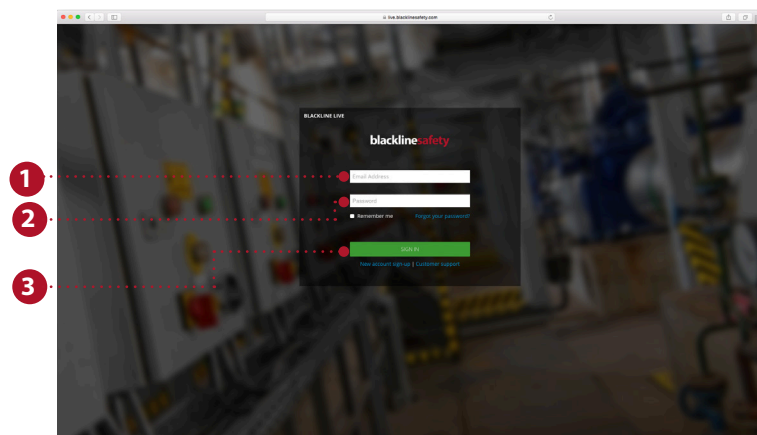 live.blacklinesafety.com
BLACKLINE LIVE
blacklinesafety
1
Email Address
2
Password
Remember me Forgot your password?
SIGN IN
3
New account sign-up | Customer support